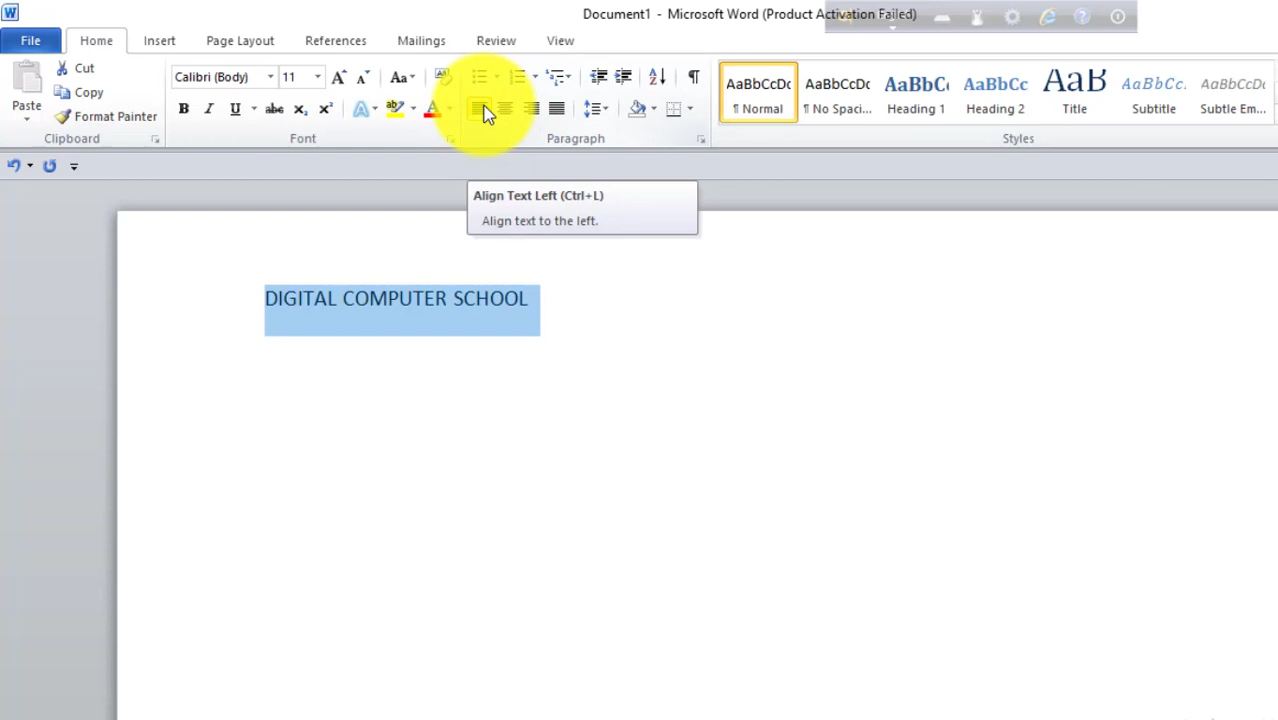 Document1 - Microsoft Word (Product Activation Failed)
File Home Insert Page Layout References Mailings Review View
Paste
Cut
Copy
Format Painter
Clipboard
Calibri (Body) 11
Font
Paragraph
AaBbCcDc AaBbCcDc AaBbCc AaBbCc AaB AaBbCc. AaBbCcDc
¶ Normal ¶ No Spaci... Heading 1 Heading 2 Title Subtitle Subtle Em...
Styles
Align Text Left (Ctrl+L)
Align text to the left.
DIGITAL COMPUTER SCHOOL